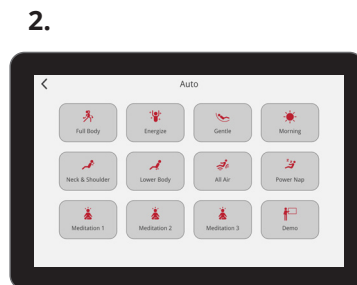 2.
Auto
Full Body Energize Gentle Morning
Neck & Shoulder Lower Body All Air Power Nap
Meditation 1 Meditation 2 Meditation 3 Demo